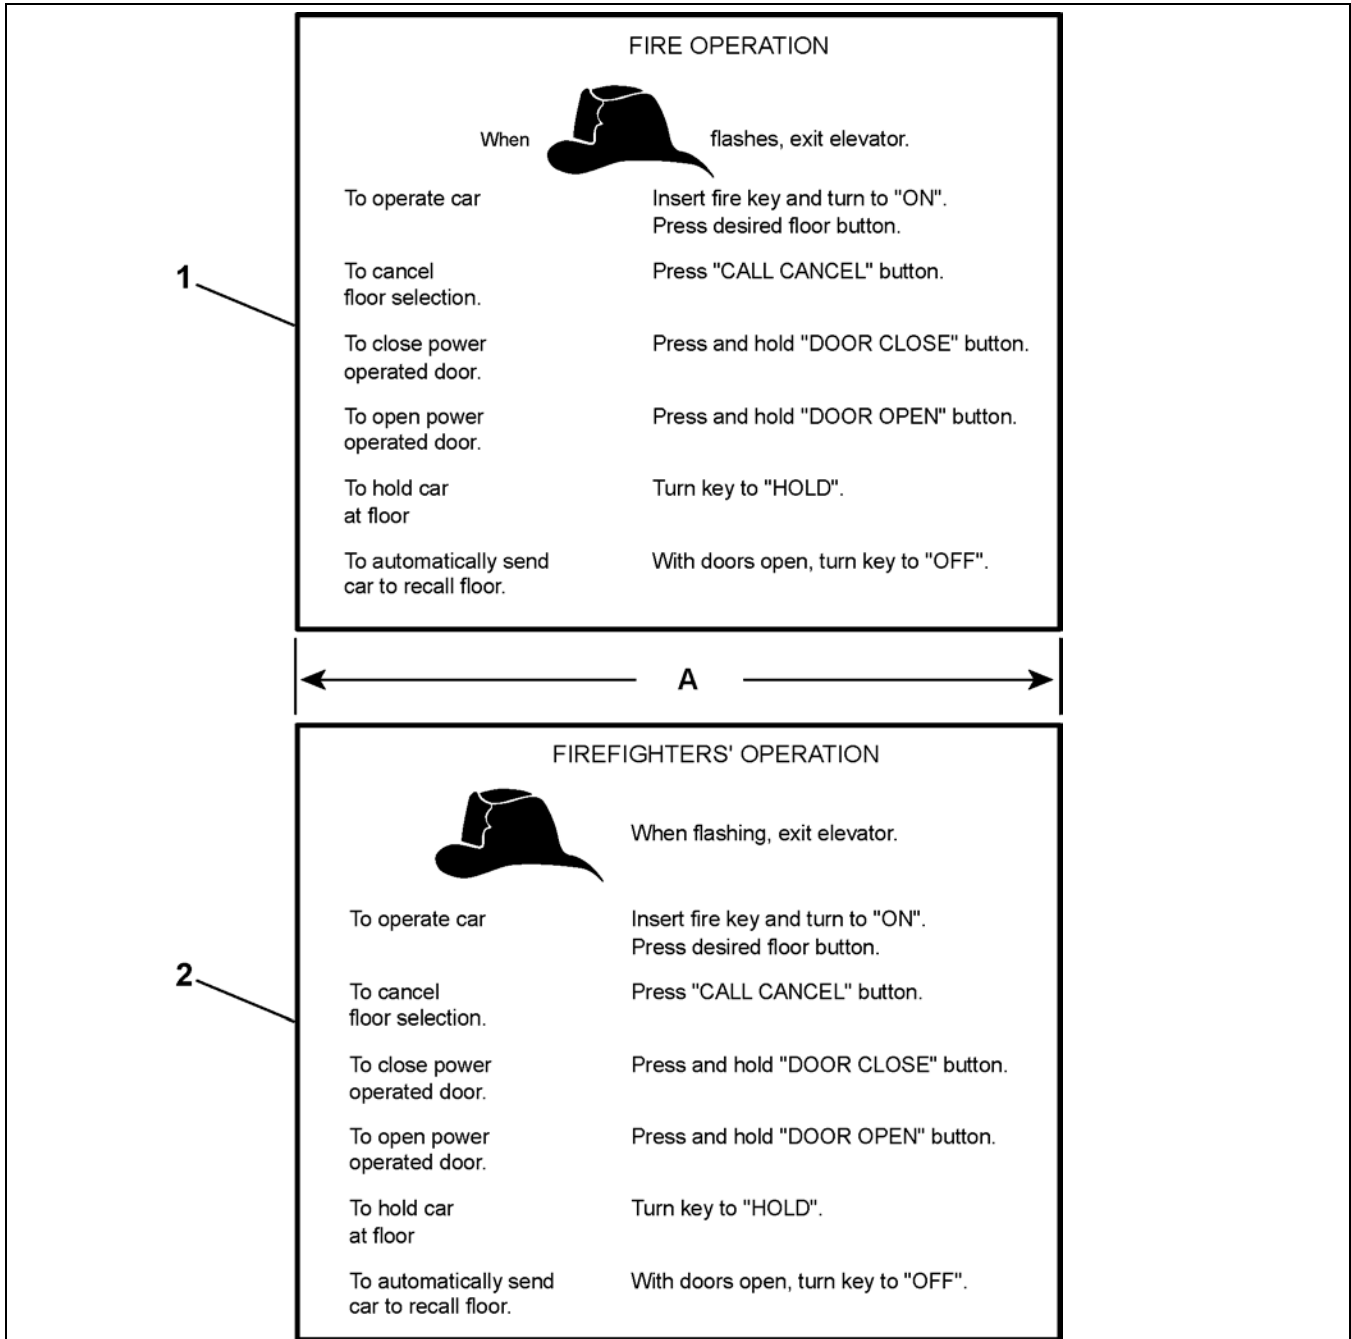 FIRE OPERATION
When flashes, exit elevator.
To operate car Insert fire key and turn to "ON".
Press desired floor button.
To cancel Press "CALL CANCEL" button.
floor selection.
1
To close power Press and hold "DOOR CLOSE" button.
operated door.
To open power Press and hold "DOOR OPEN" button.
operated door.
To hold car Turn key to "HOLD".
at floor
To automatically send With doors open, turn key to "OFF".
car to recall floor.
A
FIREFIGHTERS' OPERATION
When flashing, exit elevator.
To operate car Insert fire key and turn to "ON".
Press desired floor button.
2
To cancel Press "CALL CANCEL" button.
floor selection.
To close power Press and hold "DOOR CLOSE" button.
operated door.
To open power Press and hold "DOOR OPEN" button.
operated door.
To hold car Turn key to "HOLD".
at floor
To automatically send With doors open, turn key to "OFF".
car to recall floor.